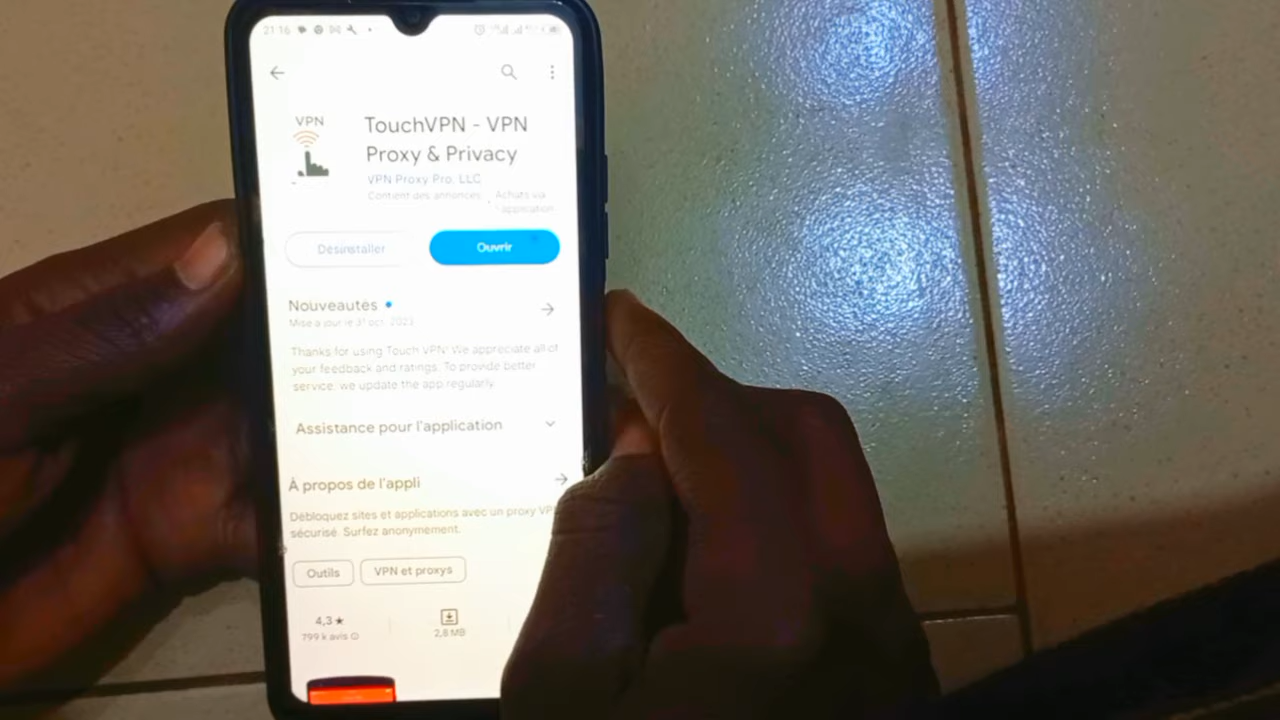 21:16
VPN
TouchVPN - VPN
Proxy & Privacy
VPN Proxy Pro, LLC
Contient des annonces
Achats via
l'application
Désinstaller
Ouvrir
Nouveautés
Mise à jour le 31 oct. 2023
Thanks for using Touch VPN! We appreciate all of
your feedback and ratings. To provide better
service, we update the app regularly.
Assistance pour l'application
À propos de l'appli
Débloquez sites et applications avec un proxy VP
sécurisé. Surfez anonymement.
Outils
VPN et proxys
4,3 ★
799 k avis
2,8 MB